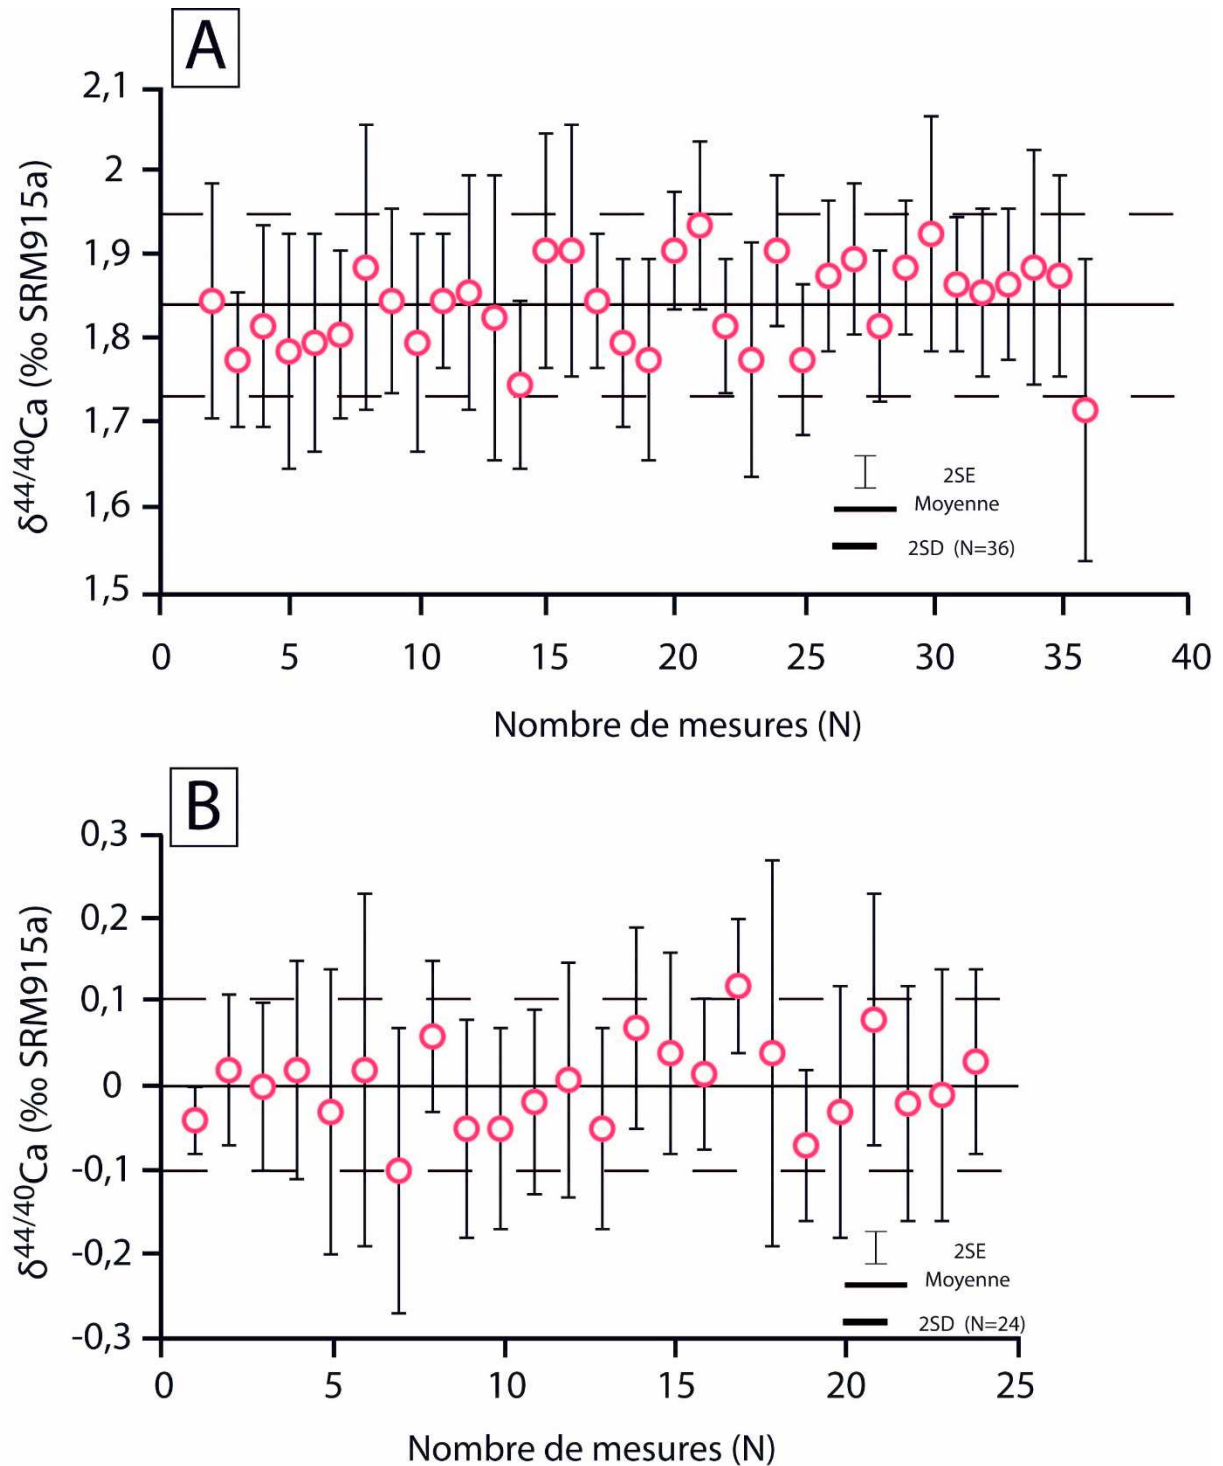 A
2,1
2
1,9
1,8
1,7
1,6
1,5
δ44/40Ca (‰ SRM915a)
2SE
Moyenne
2SD (N=36)
0 5 10 15 20 25 30 35 40
Nombre de mesures (N)
B
0,3
0,2
0,1
0
-0,1
-0,2
-0,3
δ44/40Ca (‰ SRM915a)
2SE
Moyenne
2SD (N=24)
0 5 10 15 20 25
Nombre de mesures (N)